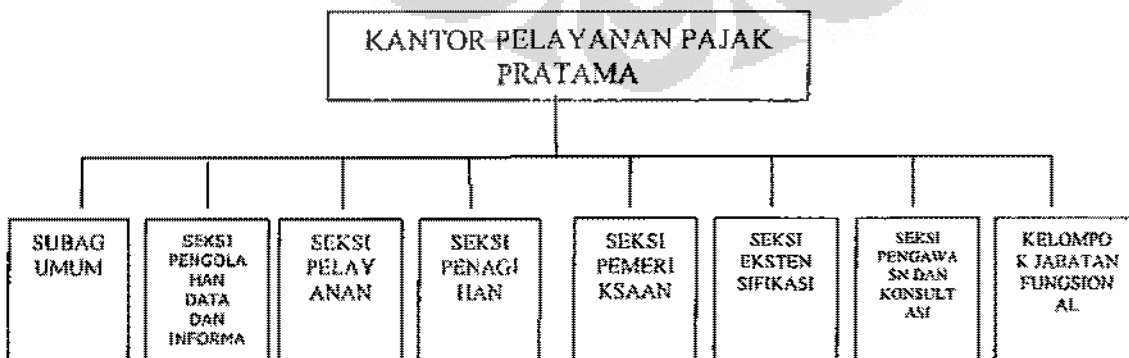 KANTOR PELAYANAN PAJAK
PRATAMA
SUBAG
UMUM
SEKSI
PENGOLA
HAN
DATA
DAN
INFORMA
SEKSI
PELAY
ANAN
SEKSI
PENAGI
HAN
SEKSI
PEMERI
KSAAN
SEKSI
EKSTEN
SIFIKASI
SEKSI
PENGAWA
SN DAN
KONSULT
ASI
KELOMPO
K JABATAN
FUNGSION
AL